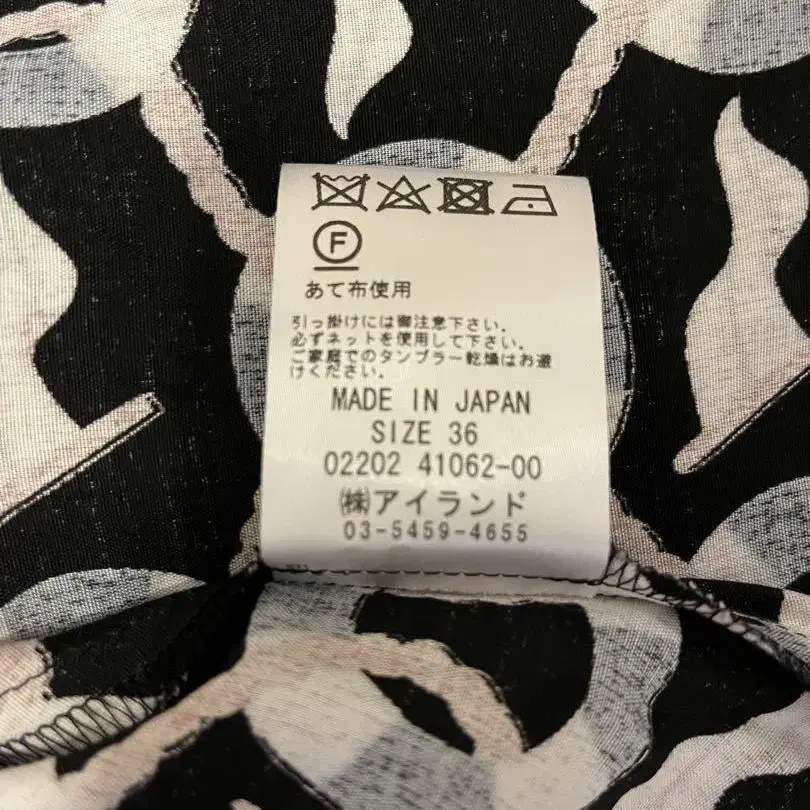 F
あて布使用
引っ掛けには御注意下さい。
必ずネットを使用して下さい。
ご家庭でのタンブラー乾燥はお避
けください。
MADE IN JAPAN
SIZE 36
02202 41062-00
㈱アイランド
03-5459-4655